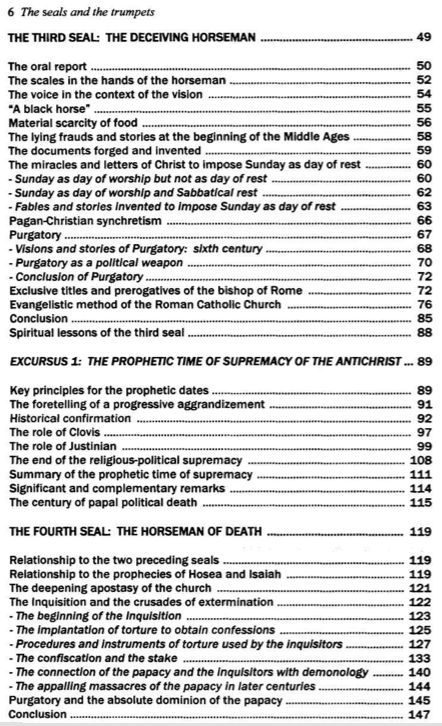 6 The seals and the trumpets
THE THIRD SEAL: THE DECEIVING HORSEMAN ........ 49
The oral report ........ 50
The scales in the hands of the horseman ........ 52
The voice in the context of the vision ........ 54
"A black horse" ........ 55
Material scarcity of food ........ 56
The lying frauds and stories at the beginning of the Middle Ages ........ 58
The documents forged and invented ........ 59
The miracles and letters of Christ to impose Sunday as day of rest ........ 60
- Sunday as day of worship but not as day of rest ........ 60
- Sunday as day of worship and Sabbatical rest ........ 62
- Fables and stories invented to impose Sunday as day of rest ........ 63
Pagan-Christian synchretism ........ 66
Purgatory ........ 67
- Visions and stories of Purgatory: sixth century ........ 68
- Purgatory as a political weapon ........ 70
- Conclusion of Purgatory ........ 72
Exclusive titles and prerogatives of the bishop of Rome ........ 72
Evangelistic method of the Roman Catholic Church ........ 76
Conclusion ........ 85
Spiritual lessons of the third seal ........ 88
EXCURSUS 1: THE PROPHETIC TIME OF SUPREMACY OF THE ANTICHRIST ... 89
Key principles for the prophetic dates ........ 89
The foretelling of a progressive aggrandizement ........ 91
Historical confirmation ........ 92
The role of Clovis ........ 97
The role of Justinian ........ 99
The end of the religious-political supremacy ........ 108
Summary of the prophetic time of supremacy ........ 111
Significant and complementary remarks ........ 114
The century of papal political death ........ 115
THE FOURTH SEAL: THE HORSEMAN OF DEATH ........ 119
Relationship to the two preceding seals ........ 119
Relationship to the prophecies of Hosea and Isaiah ........ 119
The deepening apostasy of the church ........ 121
The Inquisition and the crusades of extermination ........ 122
- The beginning of the Inquisition ........ 123
- The implantation of torture to obtain confessions ........ 125
- Procedures and instruments of torture used by the inquisitors ........ 127
- The confiscation and the stake ........ 133
- The connection of the papacy and the inquisitors with demonology ........ 140
- The appalling massacres of the papacy in later centuries ........ 144
Purgatory and the absolute dominion of the papacy ........ 145
Conclusion ........ 147